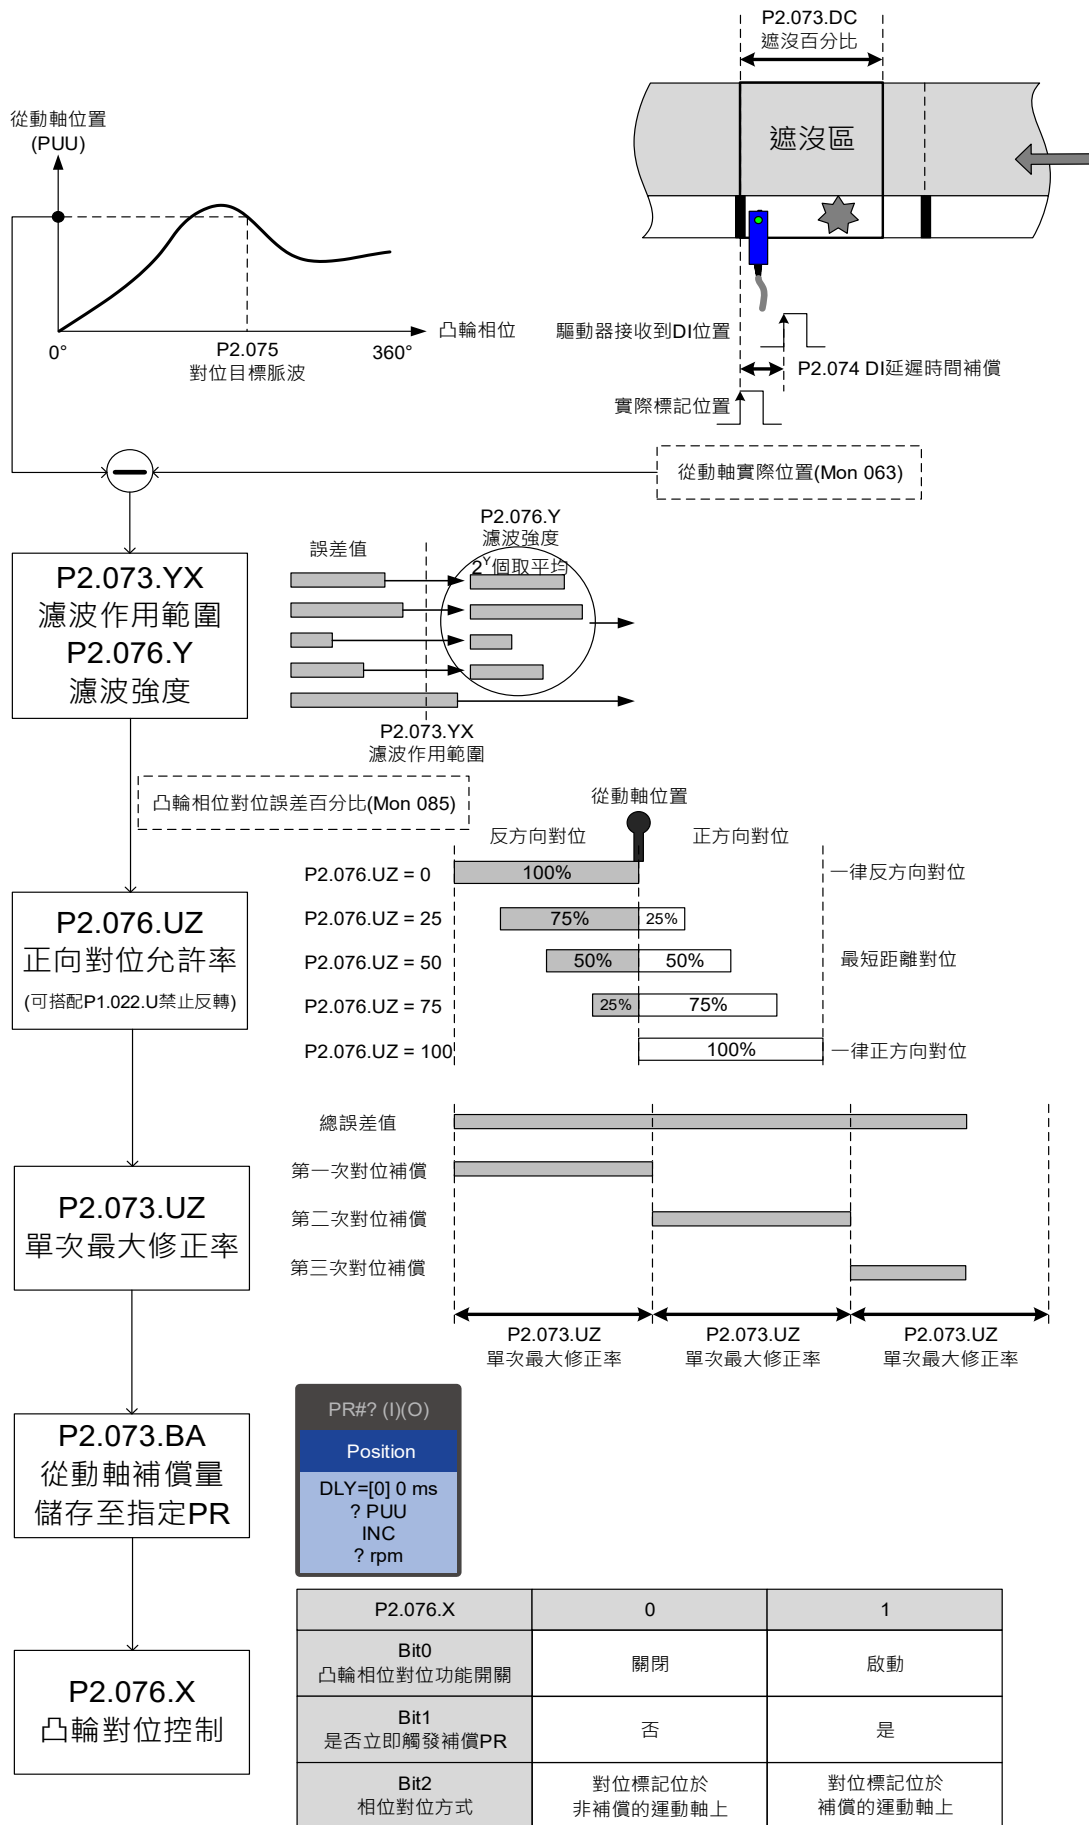 P2.073.DC
遮沒百分比
遮沒區
從動軸位置
(PUU)
凸輪相位
0°
P2.075
對位目標脈波
360°
驅動器接收到DI位置
P2.074 DI延遲時間補償
實際標記位置
從動軸實際位置(Mon 063)
P2.073.YX
濾波作用範圍
P2.076.Y
濾波強度
誤差值
P2.076.Y
濾波強度
2^Y個取平均
P2.073.YX
濾波作用範圍
凸輪相位對位誤差百分比(Mon 085)
從動軸位置
反方向對位
正方向對位
P2.076.UZ = 0
100%
一律反方向對位
P2.076.UZ = 25
75%
25%
P2.076.UZ = 50
50%
50%
最短距離對位
P2.076.UZ = 75
25%
75%
P2.076.UZ = 100
100%
一律正方向對位
P2.076.UZ
正向對位允許率
(可搭配P1.022.U禁止反轉)
總誤差值
第一次對位補償
第二次對位補償
第三次對位補償
P2.073.UZ
單次最大修正率
P2.073.UZ
單次最大修正率
P2.073.UZ
單次最大修正率
P2.073.UZ
單次最大修正率
P2.073.BA
從動軸補償量
儲存至指定PR
PR#? (I)(O)
Position
DLY=[0] 0 ms
? PUU
INC
? rpm
P2.076.X
凸輪對位控制
P2.076.X
0
1
Bit0
凸輪相位對位功能開關
關閉
啟動
Bit1
是否立即觸發補償PR
否
是
Bit2
相位對位方式
對位標記位於
非補償的運動軸上
對位標記位於
補償的運動軸上